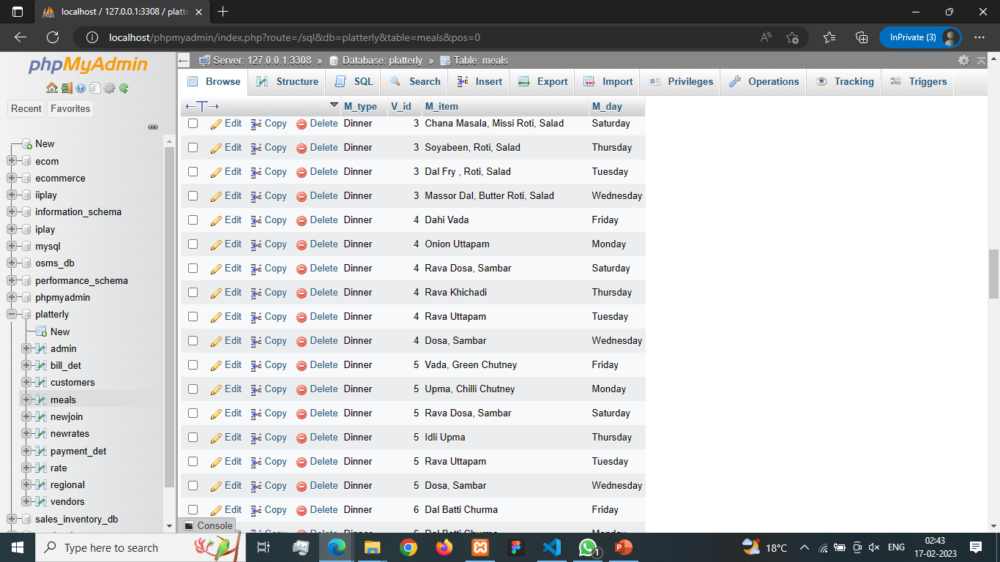 localhost / 127.0.0.1:3308 / platte
localhost/phpmyadmin/index.php?route=/sql&db=platterly&table=meals&pos=0
InPrivate (3)
phpMyAdmin
Recent Favorites
New
ecom
ecommerce
iiplay
information_schema
iplay
mysql
osms_db
performance_schema
phpmyadmin
platterly
New
admin
bill_det
customers
meals
newjoin
newrates
payment_det
rate
regional
vendors
sales_inventory_db
Server: 127.0.0.1:3308 » Database: platterly » Table: meals
Browse Structure SQL Search Insert Export Import Privileges Operations Tracking Triggers
M_type V_id M_item M_day
Edit Copy Delete Dinner 3 Chana Masala, Missi Roti, Salad Saturday
Edit Copy Delete Dinner 3 Soyabeen, Roti, Salad Thursday
Edit Copy Delete Dinner 3 Dal Fry , Roti, Salad Tuesday
Edit Copy Delete Dinner 3 Massor Dal, Butter Roti, Salad Wednesday
Edit Copy Delete Dinner 4 Dahi Vada Friday
Edit Copy Delete Dinner 4 Onion Uttapam Monday
Edit Copy Delete Dinner 4 Rava Dosa, Sambar Saturday
Edit Copy Delete Dinner 4 Rava Khichadi Thursday
Edit Copy Delete Dinner 4 Rava Uttapam Tuesday
Edit Copy Delete Dinner 4 Dosa, Sambar Wednesday
Edit Copy Delete Dinner 5 Vada, Green Chutney Friday
Edit Copy Delete Dinner 5 Upma, Chilli Chutney Monday
Edit Copy Delete Dinner 5 Rava Dosa, Sambar Saturday
Edit Copy Delete Dinner 5 Idli Upma Thursday
Edit Copy Delete Dinner 5 Rava Uttapam Tuesday
Edit Copy Delete Dinner 5 Dosa, Sambar Wednesday
Edit Copy Delete Dinner 6 Dal Batti Churma Friday
Console
Type here to search
1
18°C
ENG
02:43
17-02-2023